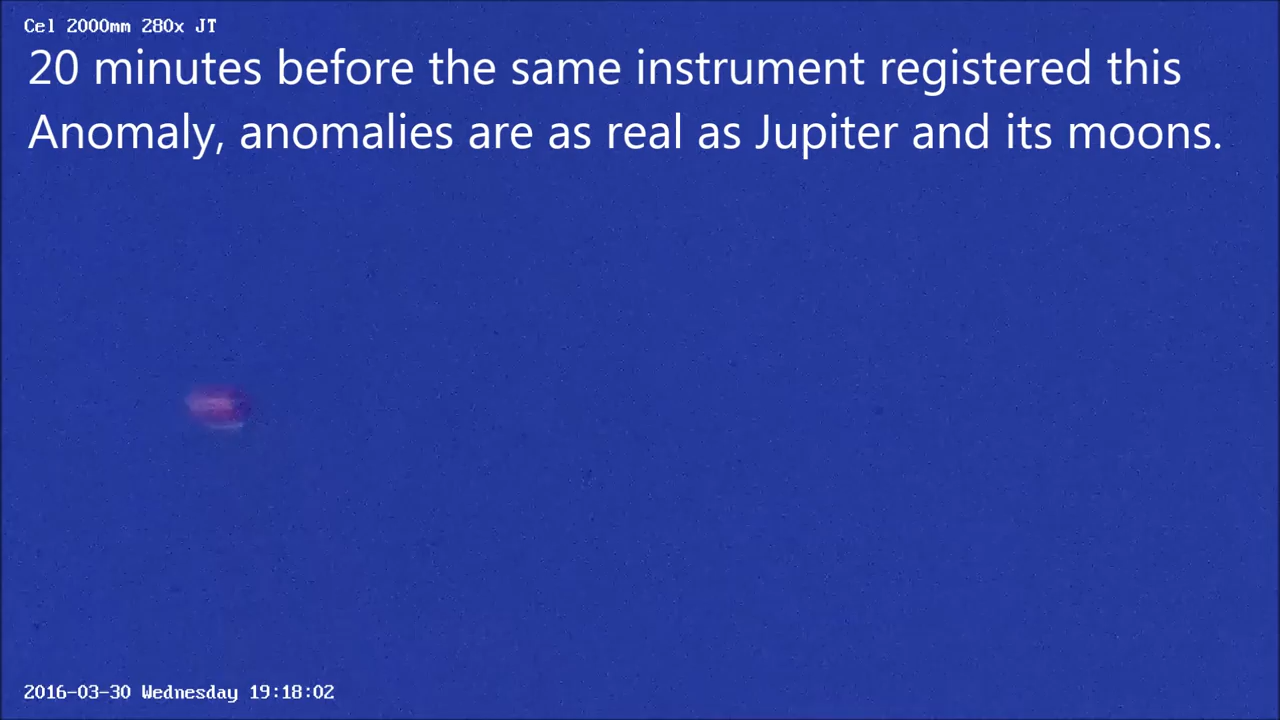 Cel 2000mm 280x JT
20 minutes before the same instrument registered this
Anomaly, anomalies are as real as Jupiter and its moons.
2016-03-30 Wednesday 19:18:02